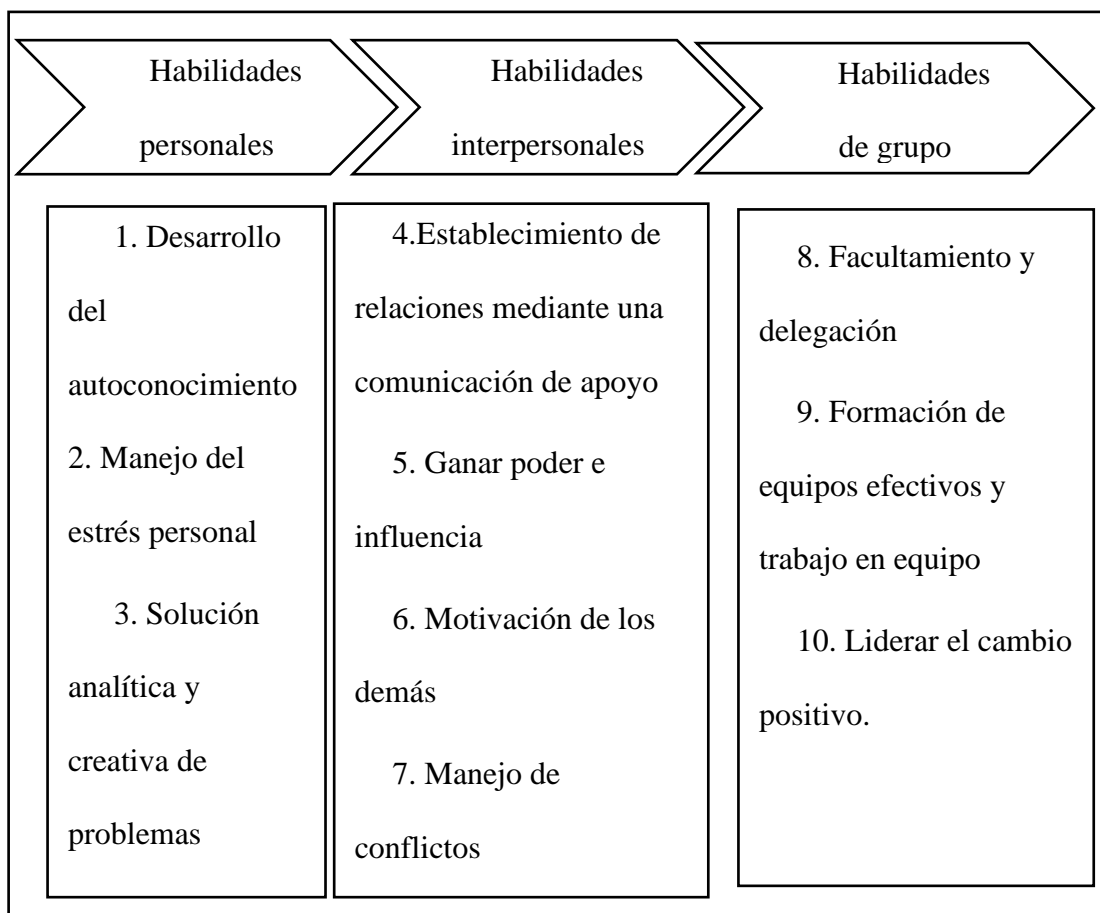 Habilidades
personales
Habilidades
interpersonales
Habilidades
de grupo
1. Desarrollo
del
autoconocimiento
2. Manejo del
estrés personal
3. Solución
analítica y
creativa de
problemas
4.Establecimiento de
relaciones mediante una
comunicación de apoyo
5. Ganar poder e
influencia
6. Motivación de los
demás
7. Manejo de
conflictos
8. Facultamiento y
delegación
9. Formación de
equipos efectivos y
trabajo en equipo
10. Liderar el cambio
positivo.